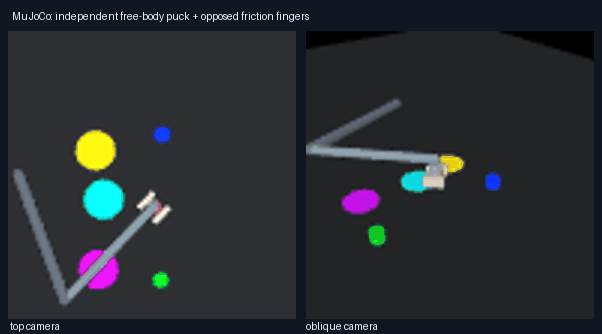 MuJoCo: independent free-body puck + opposed friction fingers
top camera
oblique camera